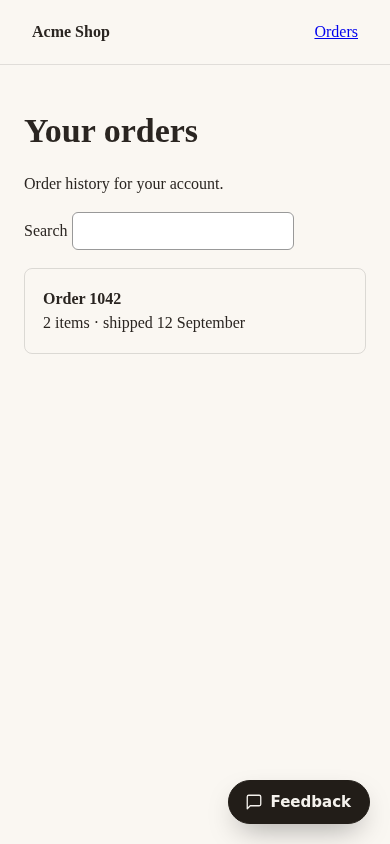 Acme Shop
Orders
Your orders
Order history for your account.
Search
Order 1042
2 items · shipped 12 September
Feedback